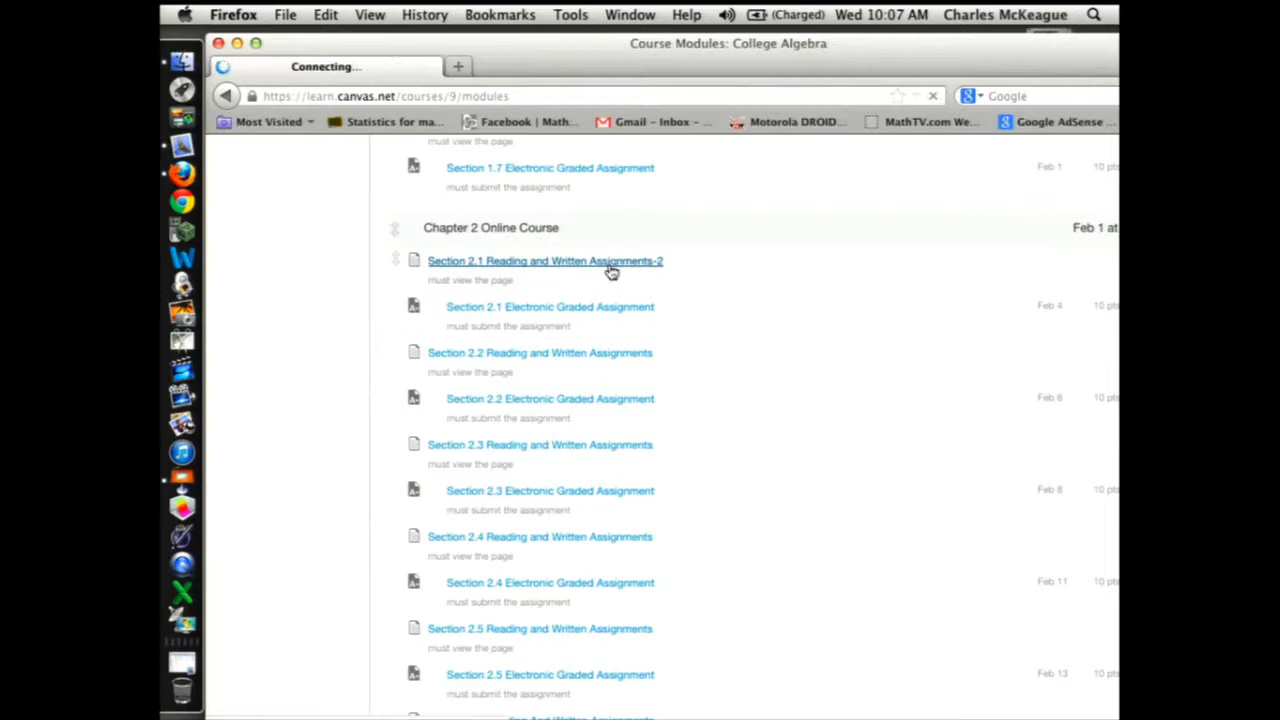 Firefox File Edit View History Bookmarks Tools Window Help (Charged) Wed 10:07 AM Charles McKeague
Course Modules: College Algebra
Connecting...
https://learn.canvas.net/courses/9/modules Google
Most Visited Statistics for ma... Facebook | Math... Gmail - Inbox - ... Motorola DROID... MathTV.com We... Google AdSense ...
must view the page
Section 1.7 Electronic Graded Assignment Feb 1 10 pts
must submit the assignment
Chapter 2 Online Course Feb 1 at
Section 2.1 Reading and Written Assignments-2
must view the page
Section 2.1 Electronic Graded Assignment Feb 4 10 pts
must submit the assignment
Section 2.2 Reading and Written Assignments
must view the page
Section 2.2 Electronic Graded Assignment Feb 6 10 pts
must submit the assignment
Section 2.3 Reading and Written Assignments
must view the page
Section 2.3 Electronic Graded Assignment Feb 8 10 pts
must submit the assignment
Section 2.4 Reading and Written Assignments
must view the page
Section 2.4 Electronic Graded Assignment Feb 11 10 pts
must submit the assignment
Section 2.5 Reading and Written Assignments
must view the page
Section 2.5 Electronic Graded Assignment Feb 13 10 pts
must submit the assignment